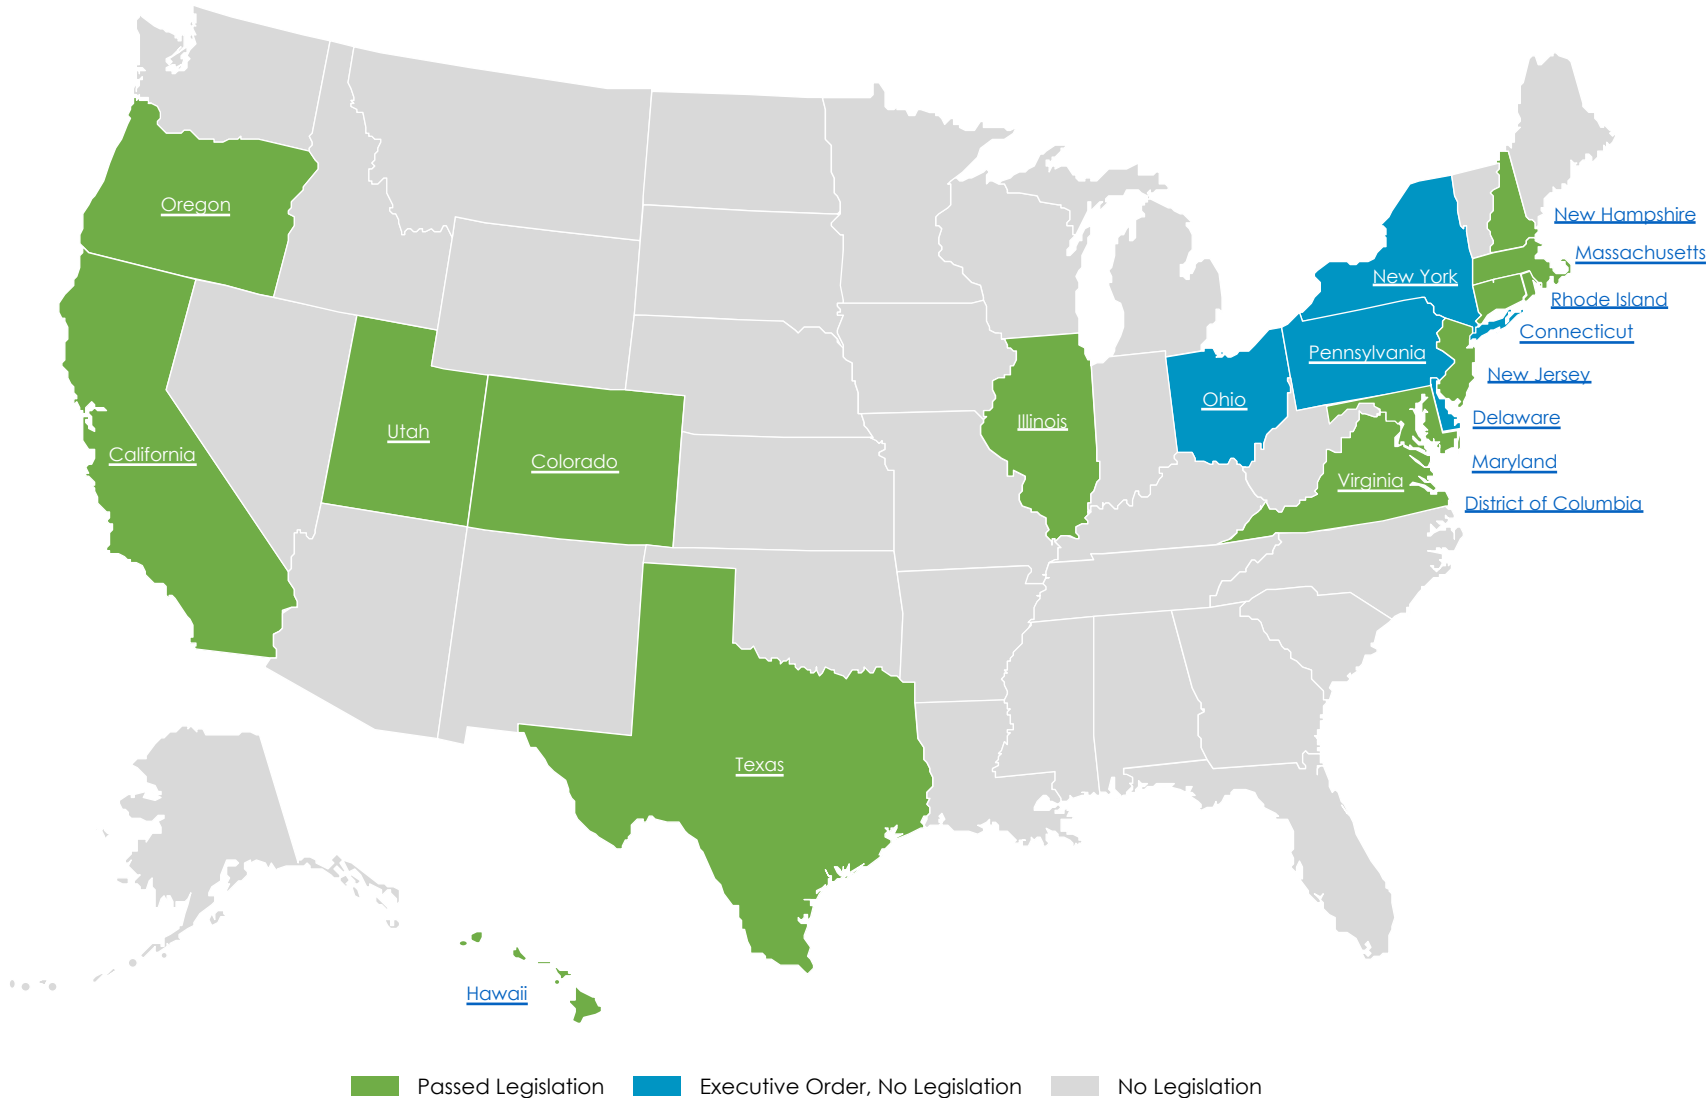 Oregon
New Hampshire
Massachusetts
New York
Rhode Island
Connecticut
Pennsylvania
New Jersey
Ohio
Delaware
Illinois
Utah
California
Colorado
Maryland
Virginia
District of Columbia
Texas
Hawaii
Passed Legislation
Executive Order, No Legislation
No Legislation